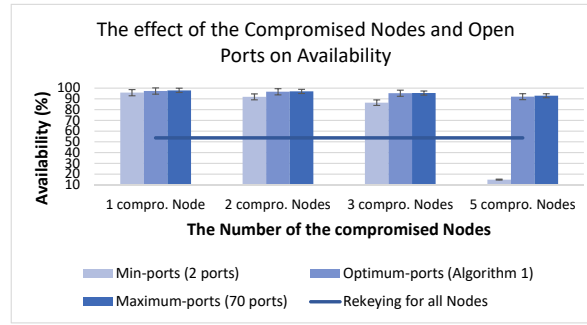 The effect of the Compromised Nodes and Open
Ports on Availability
Availability (%)
100
90
80
70
60
50
40
30
20
10
1 compro. Node
2 compro. Nodes
3 compro. Nodes
5 compro. Nodes
The Number of the compromised Nodes
Min-ports (2 ports)
Optimum-ports (Algorithm 1)
Maximum-ports (70 ports)
Rekeying for all Nodes